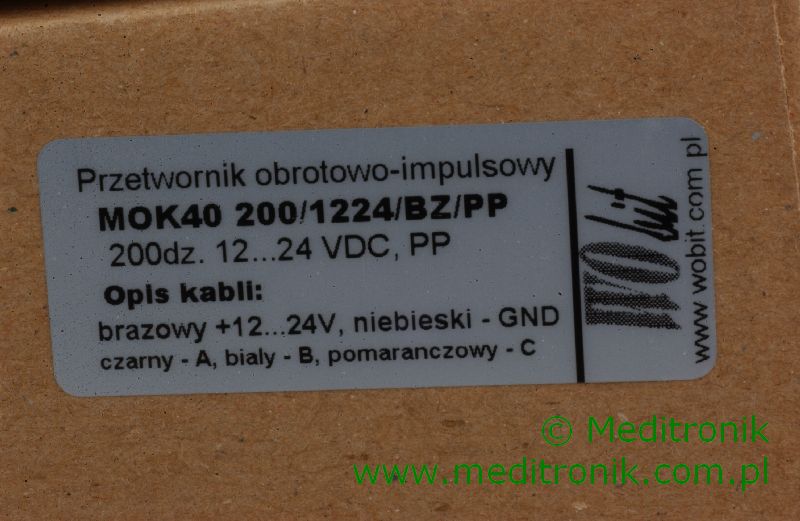 Przetwornik obrotowo-impulsowy
MOK40 200/1224/BZ/PP
200dz. 12...24 VDC, PP
Opis kabli:
brazowy +12...24V, niebieski - GND
czarny - A, bialy - B, pomaranczowy - C
WObit
www.wobit.com.pl
© Meditronik
www.meditronik.com.pl